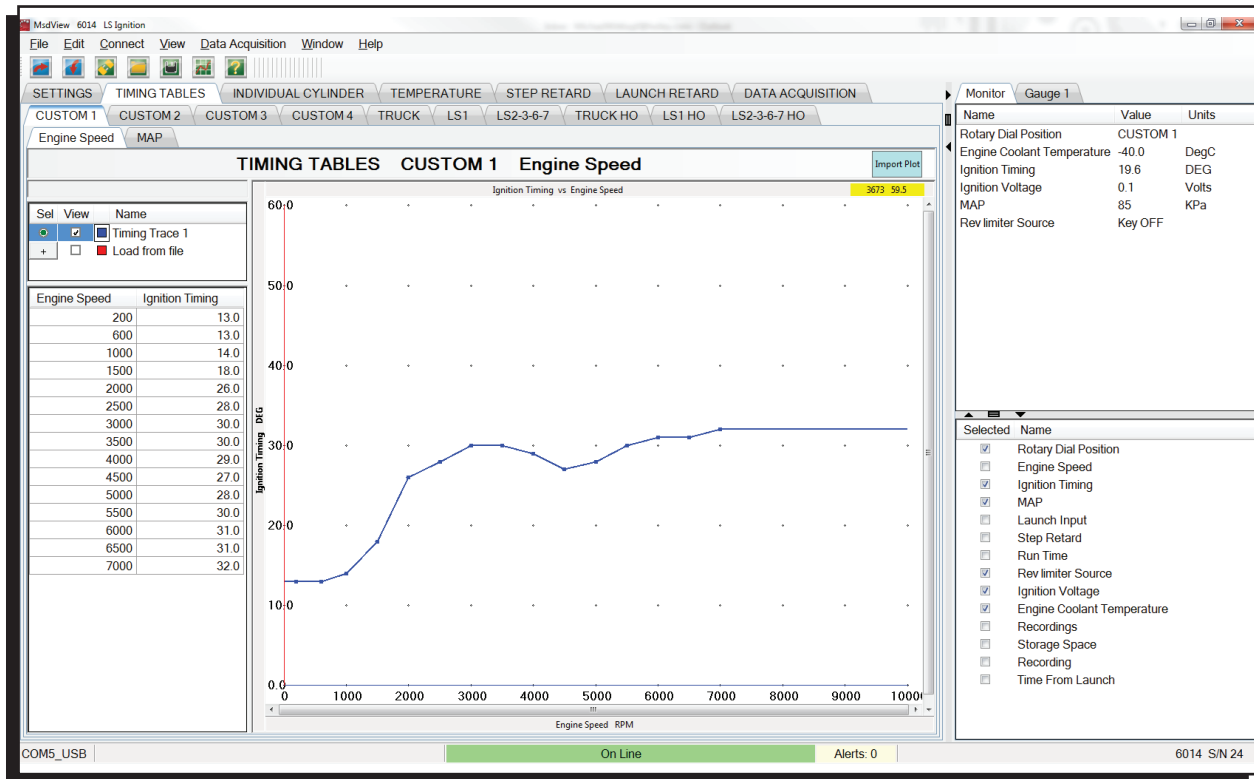 MsdView 6014 LS Ignition
File Edit Connect View Data Acquisition Window Help
SETTINGS TIMING TABLES INDIVIDUAL CYLINDER TEMPERATURE STEP RETARD LAUNCH RETARD DATA ACQUISITION
CUSTOM 1 CUSTOM 2 CUSTOM 3 CUSTOM 4 TRUCK LS1 LS2-3-6-7 TRUCK HO LS1 HO LS2-3-6-7 HO
Engine Speed MAP
TIMING TABLES CUSTOM 1 Engine Speed
Import Plot
Sel View Name
Timing Trace 1
+ Load from file
Engine Speed Ignition Timing
200 13.0
600 13.0
1000 14.0
1500 18.0
2000 26.0
2500 28.0
3000 30.0
3500 30.0
4000 29.0
4500 27.0
5000 28.0
5500 30.0
6000 31.0
6500 31.0
7000 32.0
Ignition Timing vs Engine Speed
3673 59.5
60.0
50.0
40.0
30.0
20.0
10.0
0.0
Ignition Timing DEG
0 1000 2000 3000 4000 5000 6000 7000 8000 9000 1000
Engine Speed RPM
Monitor Gauge 1
Name Value Units
Rotary Dial Position CUSTOM 1
Engine Coolant Temperature -40.0 DegC
Ignition Timing 19.6 DEG
Ignition Voltage 0.1 Volts
MAP 85 KPa
Rev limiter Source Key OFF
Selected Name
Rotary Dial Position
Engine Speed
Ignition Timing
MAP
Launch Input
Step Retard
Run Time
Rev limiter Source
Ignition Voltage
Engine Coolant Temperature
Recordings
Storage Space
Recording
Time From Launch
COM5_USB On Line Alerts: 0 6014 S/N 24